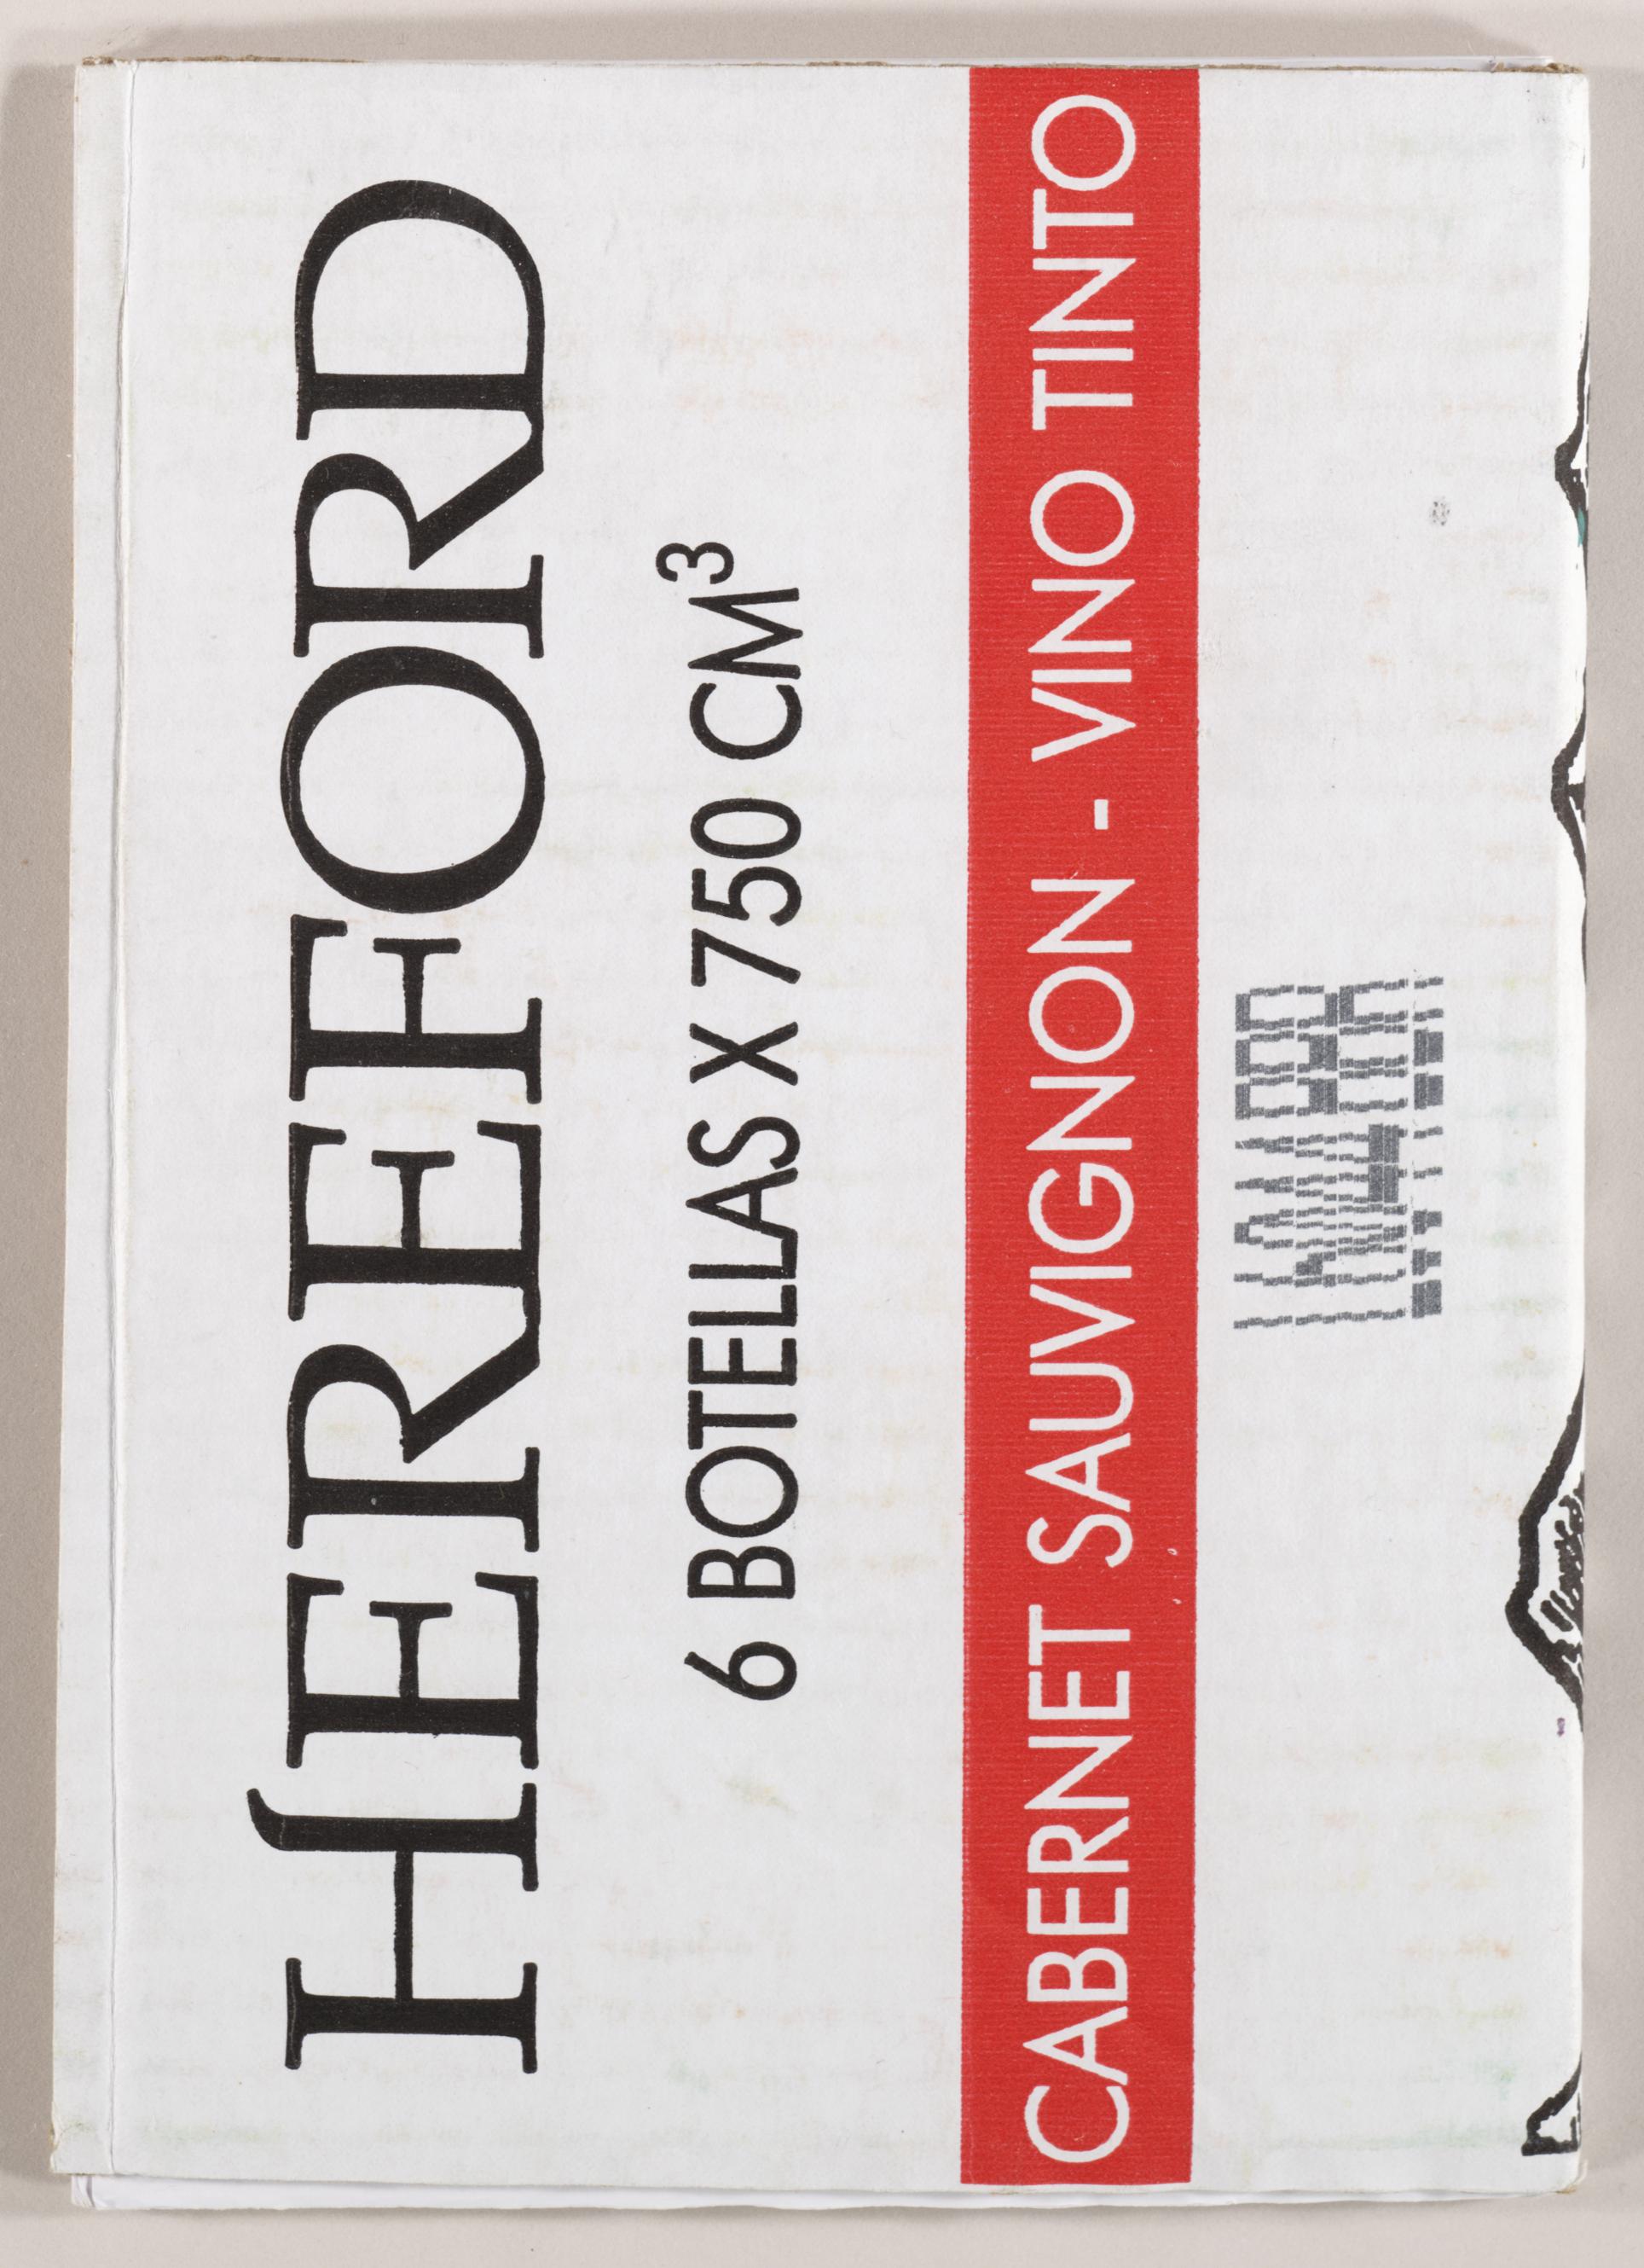 HEREFORD
6 BOTELLAS X 750 CM³
CABERNET SAUVIGNON - VINO TINTO